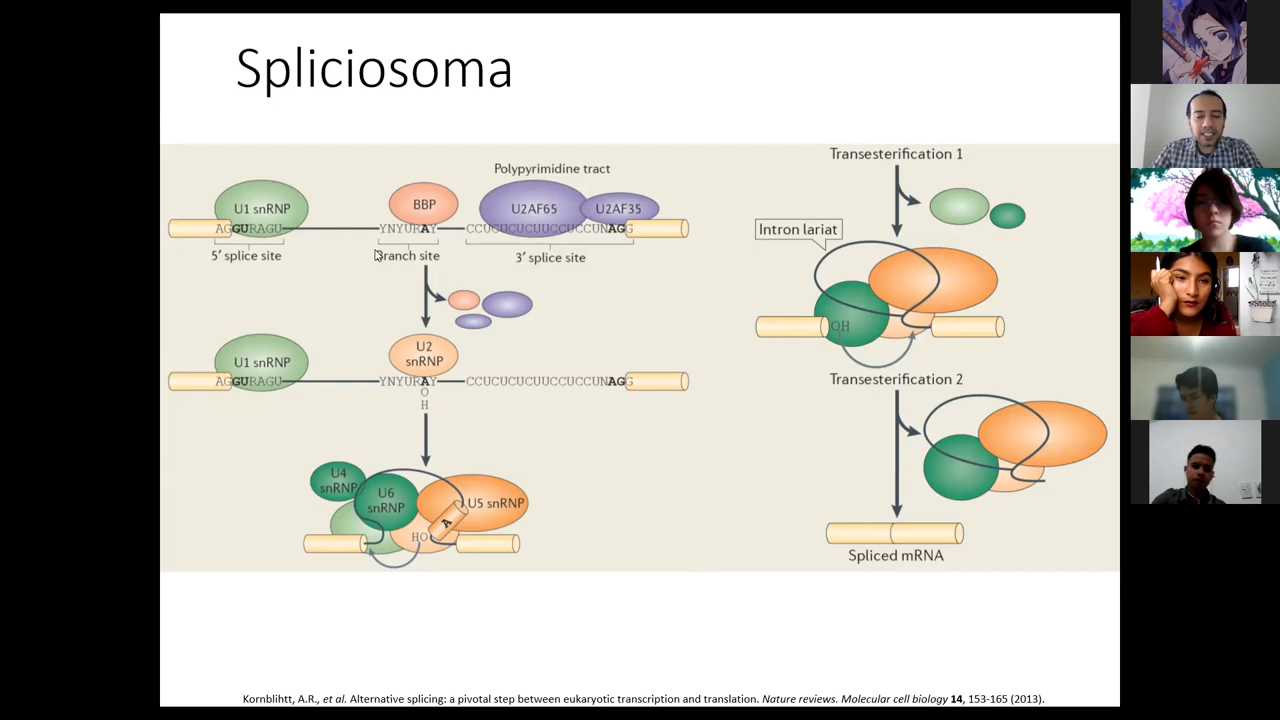 Spliciosoma
Polypyrimidine tract
U1 snRNP
BBP
U2AF65
U2AF35
AGGURAGU
YNYURAY
CCUCUCUCUUCCUCCUNAGG
5′ splice site
Branch site
3′ splice site
U2
snRNP
U1 snRNP
AGGURAGU
YNYURAY
CCUCUCUCUUCCUCCUNAGG
O
H
U4
snRNP
U6
snRNP
U5 snRNP
A
HO
Transesterification 1
Intron lariat
OH
Transesterification 2
Spliced mRNA
Kornblihtt, A.R., et al. Alternative splicing: a pivotal step between eukaryotic transcription and translation. Nature reviews. Molecular cell biology 14, 153-165 (2013).